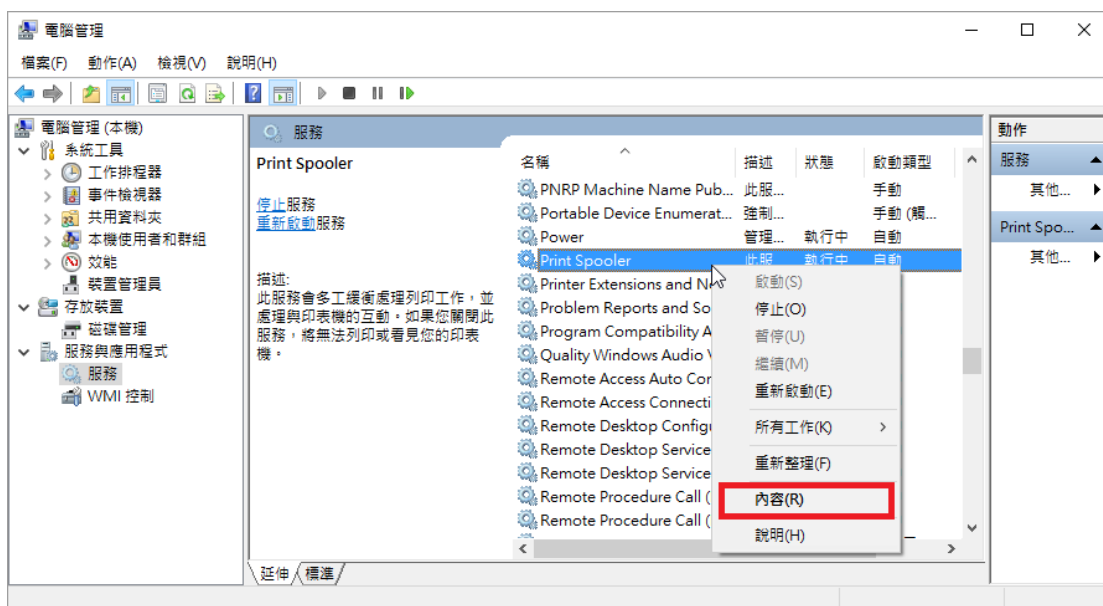 電腦管理
檔案(F) 動作(A) 檢視(V) 說明(H)
電腦管理 (本機)
系統工具
工作排程器
事件檢視器
共用資料夾
本機使用者和群組
效能
裝置管理員
存放裝置
磁碟管理
服務與應用程式
服務
WMI 控制
服務
Print Spooler
停止服務
重新啟動服務
描述:
此服務會多工緩衝處理列印工作，並
處理與印表機的互動。如果您關閉此
服務，將無法列印或看見您的印表
機。
名稱 描述 狀態 啟動類型
PNRP Machine Name Pub... 此服... 手動
Portable Device Enumerat... 強制... 手動 (觸...
Power 管理... 執行中 自動
Print Spooler 此服 執行中 自動
Printer Extensions and N
Problem Reports and So
Program Compatibility A
Quality Windows Audio V
Remote Access Auto Cor
Remote Access Connecti
Remote Desktop Configu
Remote Desktop Service
Remote Desktop Service
Remote Procedure Call (
Remote Procedure Call (
啟動(S)
停止(O)
暫停(U)
繼續(M)
重新啟動(E)
所有工作(K)
重新整理(F)
內容(R)
說明(H)
延伸 標準
動作
服務
其他...
Print Spo...
其他...